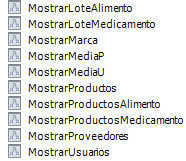 MostrarLoteAlimento
MostrarLoteMedicamento
MostrarMarca
MostrarMediaP
MostrarMediaU
MostrarProductos
MostrarProductosAlimento
MostrarProductosMedicamento
MostrarProveedores
MostrarUsuarios